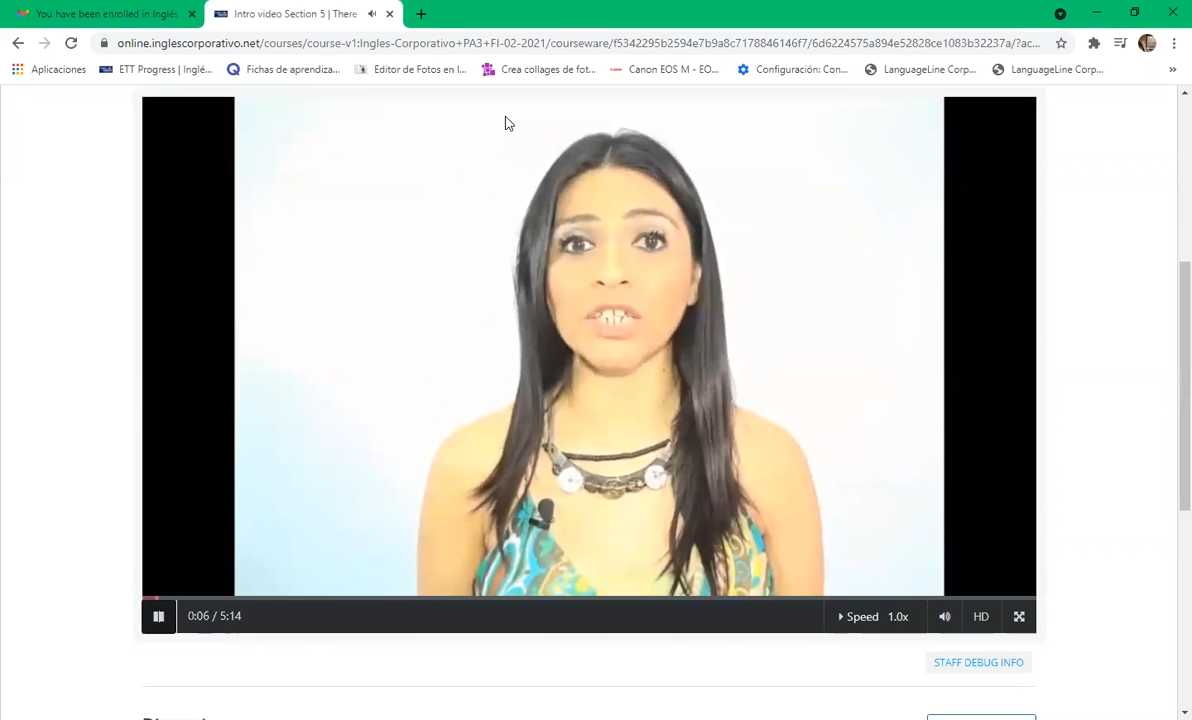 You have been enrolled in Inglés
Intro video Section 5 | There
online.inglescorporativo.net/courses/course-v1:Ingles-Corporativo+PA3+FI-02-2021/courseware/f5342295b2594e7b9a8c7178846146f7/6d6224575a894e52828ce1083b32237a/?ac...
Aplicaciones
ETT Progress | Inglé...
Fichas de aprendiza...
Editor de Fotos en l...
Crea collages de fot...
Canon EOS M - EO...
Configuración: Con...
LanguageLine Corp...
LanguageLine Corp...
»
0:06 / 5:14
Speed 1.0x
HD
STAFF DEBUG INFO